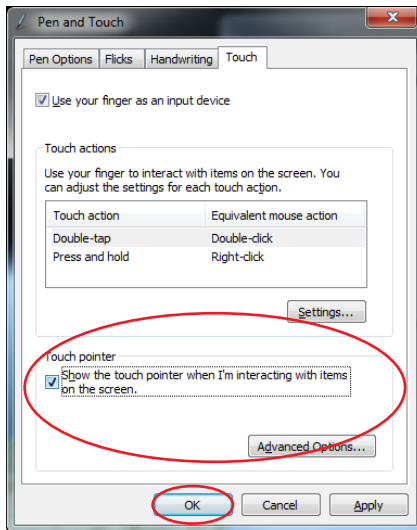 Pen and Touch
Pen Options Flicks Handwriting Touch
Use your finger as an input device
Touch actions
Use your finger to interact with items on the screen. You
can adjust the settings for each touch action.
Touch action Equivalent mouse action
Double-tap Double-click
Press and hold Right-click
Settings...
Touch pointer
Show the touch pointer when I'm interacting with items
on the screen.
Advanced Options...
OK Cancel Apply